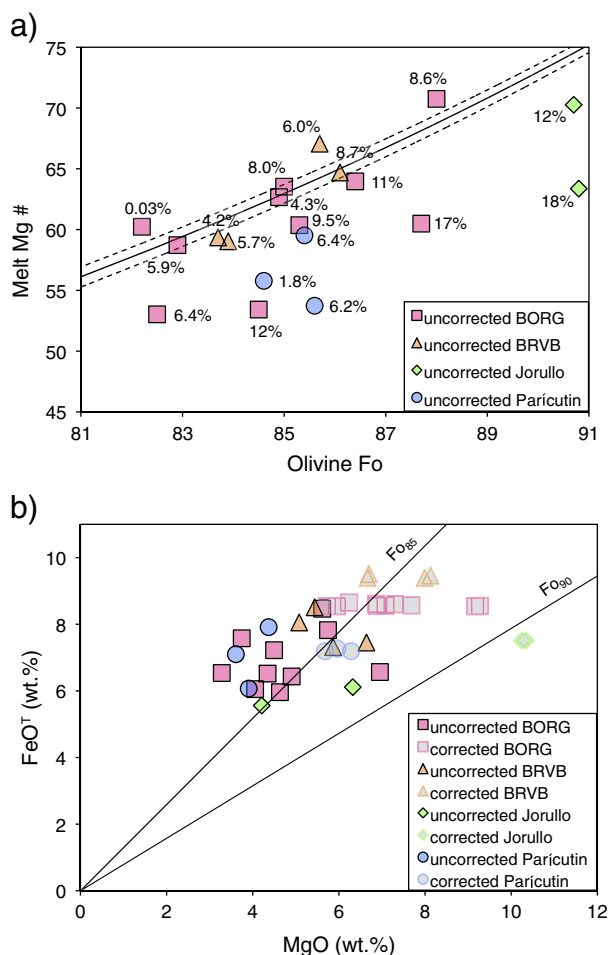 a)
75
70
65
60
55
50
45
Melt Mg #
8.6%
6.0%
12%
8.7%
8.0%
11%
18%
4.3%
0.03%
4.2%
9.5%
17%
5.7%
6.4%
5.9%
1.8%
6.2%
6.4%
12%
uncorrected BORG
uncorrected BRVB
uncorrected Jorullo
uncorrected Parícutin
81 83 85 87 89 91
Olivine Fo
b)
10
8
6
4
2
0
FeOᵀ (wt.%)
Fo₈₅
Fo₉₀
uncorrected BORG
corrected BORG
uncorrected BRVB
corrected BRVB
uncorrected Jorullo
corrected Jorullo
uncorrected Parícutin
corrected Parícutin
0 2 4 6 8 10 12
MgO (wt.%)